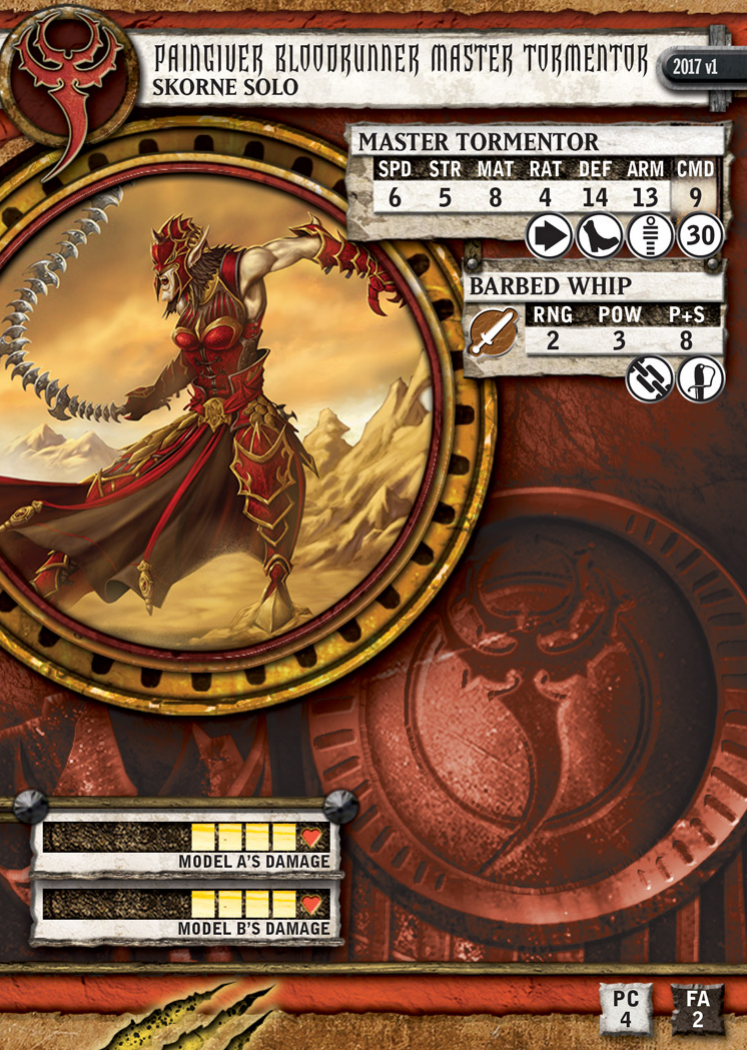 PAINGIVER BLOODRUNNER MASTER TORMENTOR
2017 v1
SKORNE SOLO
MASTER TORMENTOR
SPD STR MAT RAT DEF ARM CMD
6 5 8 4 14 13 9
30
BARBED WHIP
RNG POW P+S
2 3 8
MODEL A'S DAMAGE
MODEL B'S DAMAGE
PC FA
4 2